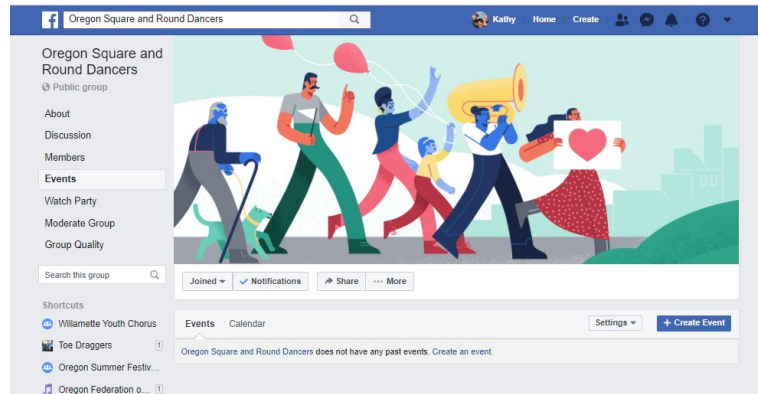 Oregon Square and Round Dancers
Kathy Home Create
Oregon Square and
Round Dancers
Public group
About
Discussion
Members
Events
Watch Party
Moderate Group
Group Quality
Search this group
Shortcuts
Willamette Youth Chorus
Toe Draggers 1
Oregon Summer Festiv...
Oregon Federation o... 1
Joined Notifications Share ... More
Events Calendar Settings + Create Event
Oregon Square and Round Dancers does not have any past events. Create an event.